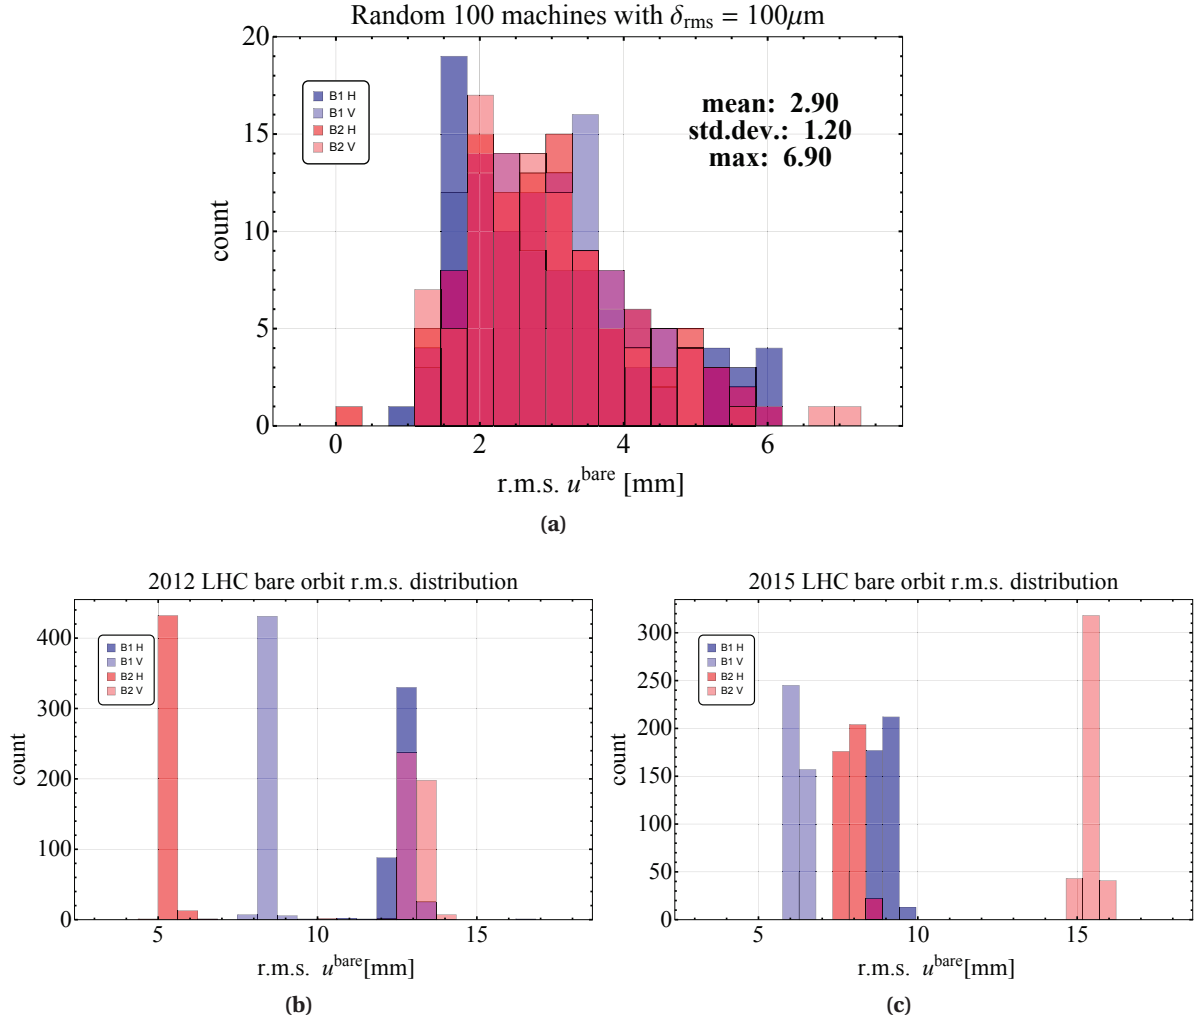 Random 100 machines with δrms = 100μm
B1 H
B1 V
B2 H
B2 V
mean: 2.90
std.dev.: 1.20
max: 6.90
20
15
10
5
0
count
0 2 4 6
r.m.s. u^bare [mm]
(a)
2012 LHC bare orbit r.m.s. distribution
B1 H
B1 V
B2 H
B2 V
400
300
200
100
0
count
5 10 15
r.m.s. u^bare[mm]
(b)
2015 LHC bare orbit r.m.s. distribution
B1 H
B1 V
B2 H
B2 V
300
250
200
150
100
50
0
count
5 10 15
r.m.s. u^bare[mm]
(c)